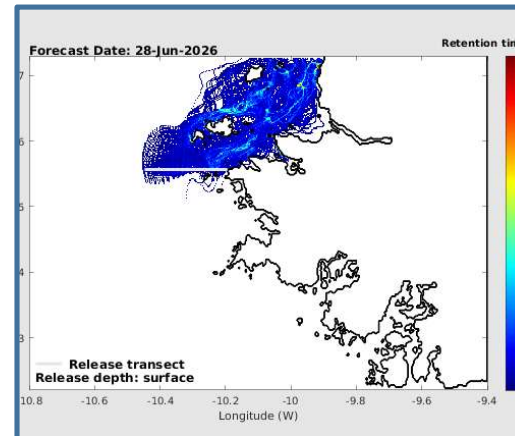 Retention tim
Forecast Date: 28-Jun-2026
7
6
5
4
3
Release transect
Release depth: surface
10.8 -10.6 -10.4 -10.2 -10 -9.8 -9.6 -9.4
Longitude (W)